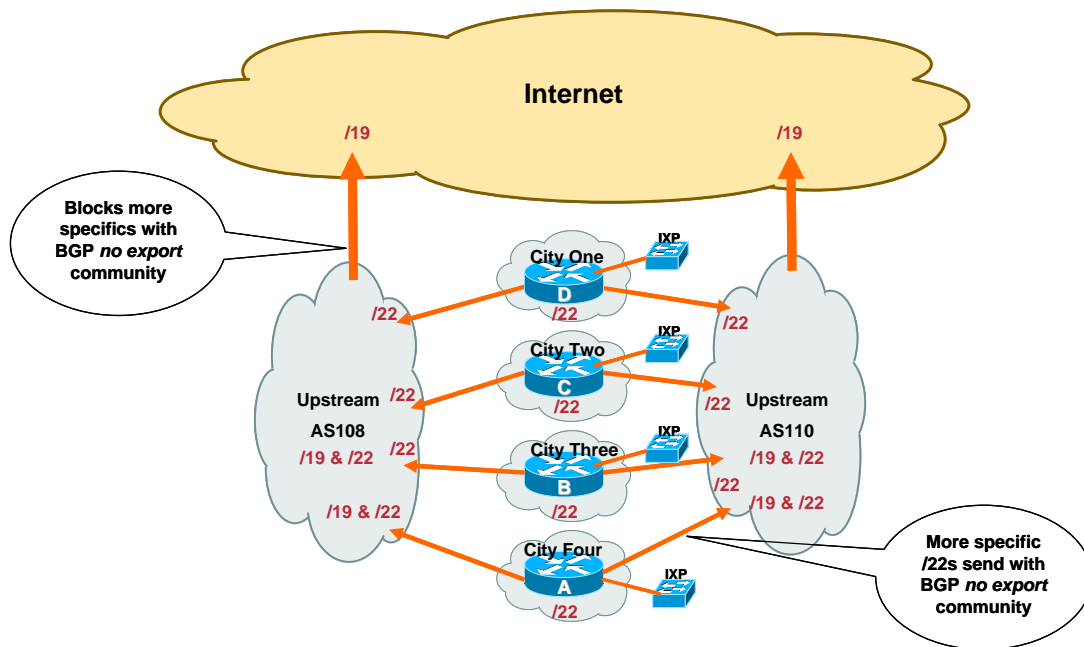 Internet
/19
/19
Blocks more
specifics with
BGP no export
community
City One
IXP
D
/22
/22
/22
City Two
IXP
C
/22
/22
/22
Upstream
AS108
/19 & /22
/22
City Three
IXP
B
/22
Upstream
AS110
/19 & /22
/22
/19 & /22
City Four
IXP
A
/22
/19 & /22
More specific
/22s send with
BGP no export
community